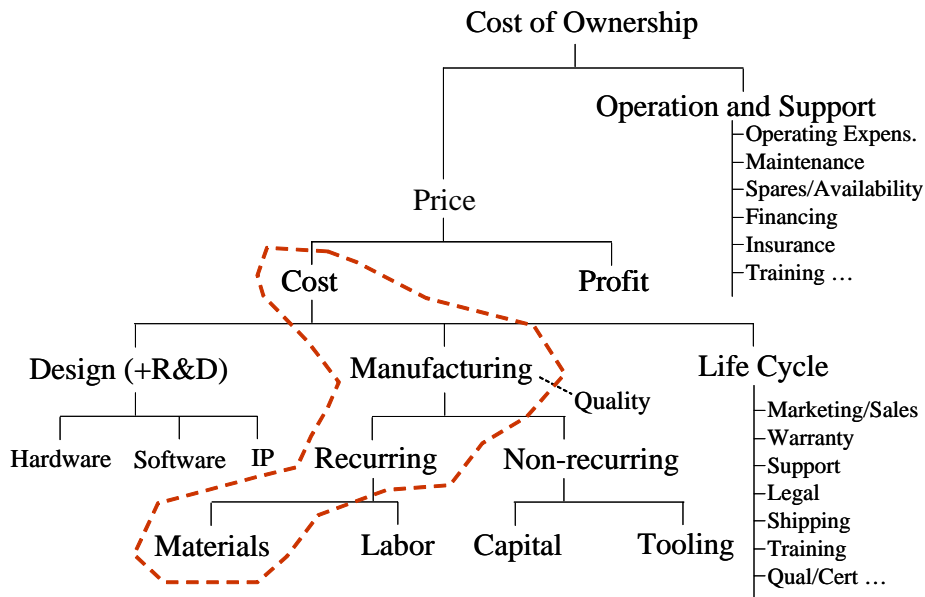 Cost of Ownership
Operation and Support
Operating Expens.
Maintenance
Spares/Availability
Financing
Insurance
Training …
Price
Cost
Profit
Design (+R&D)
Manufacturing
Life Cycle
Quality
Hardware
Software
IP
Recurring
Non-recurring
Marketing/Sales
Warranty
Support
Legal
Shipping
Training
Qual/Cert …
Materials
Labor
Capital
Tooling